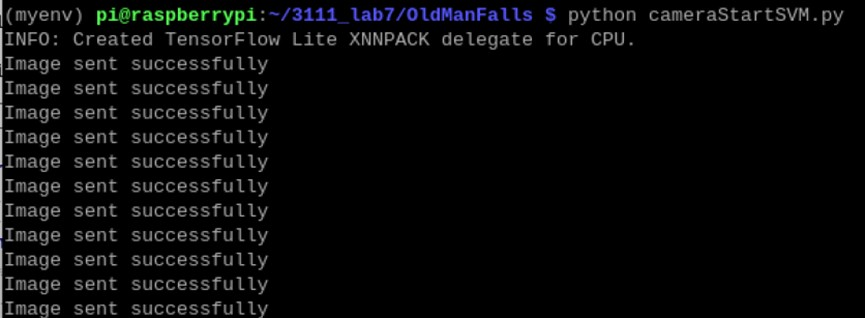 (myenv) pi@raspberrypi:~/3111_lab7/OldManFalls $ python cameraStartSVM.py
INFO: Created TensorFlow Lite XNNPACK delegate for CPU.
Image sent successfully
Image sent successfully
Image sent successfully
Image sent successfully
Image sent successfully
Image sent successfully
Image sent successfully
Image sent successfully
Image sent successfully
Image sent successfully
Image sent successfully